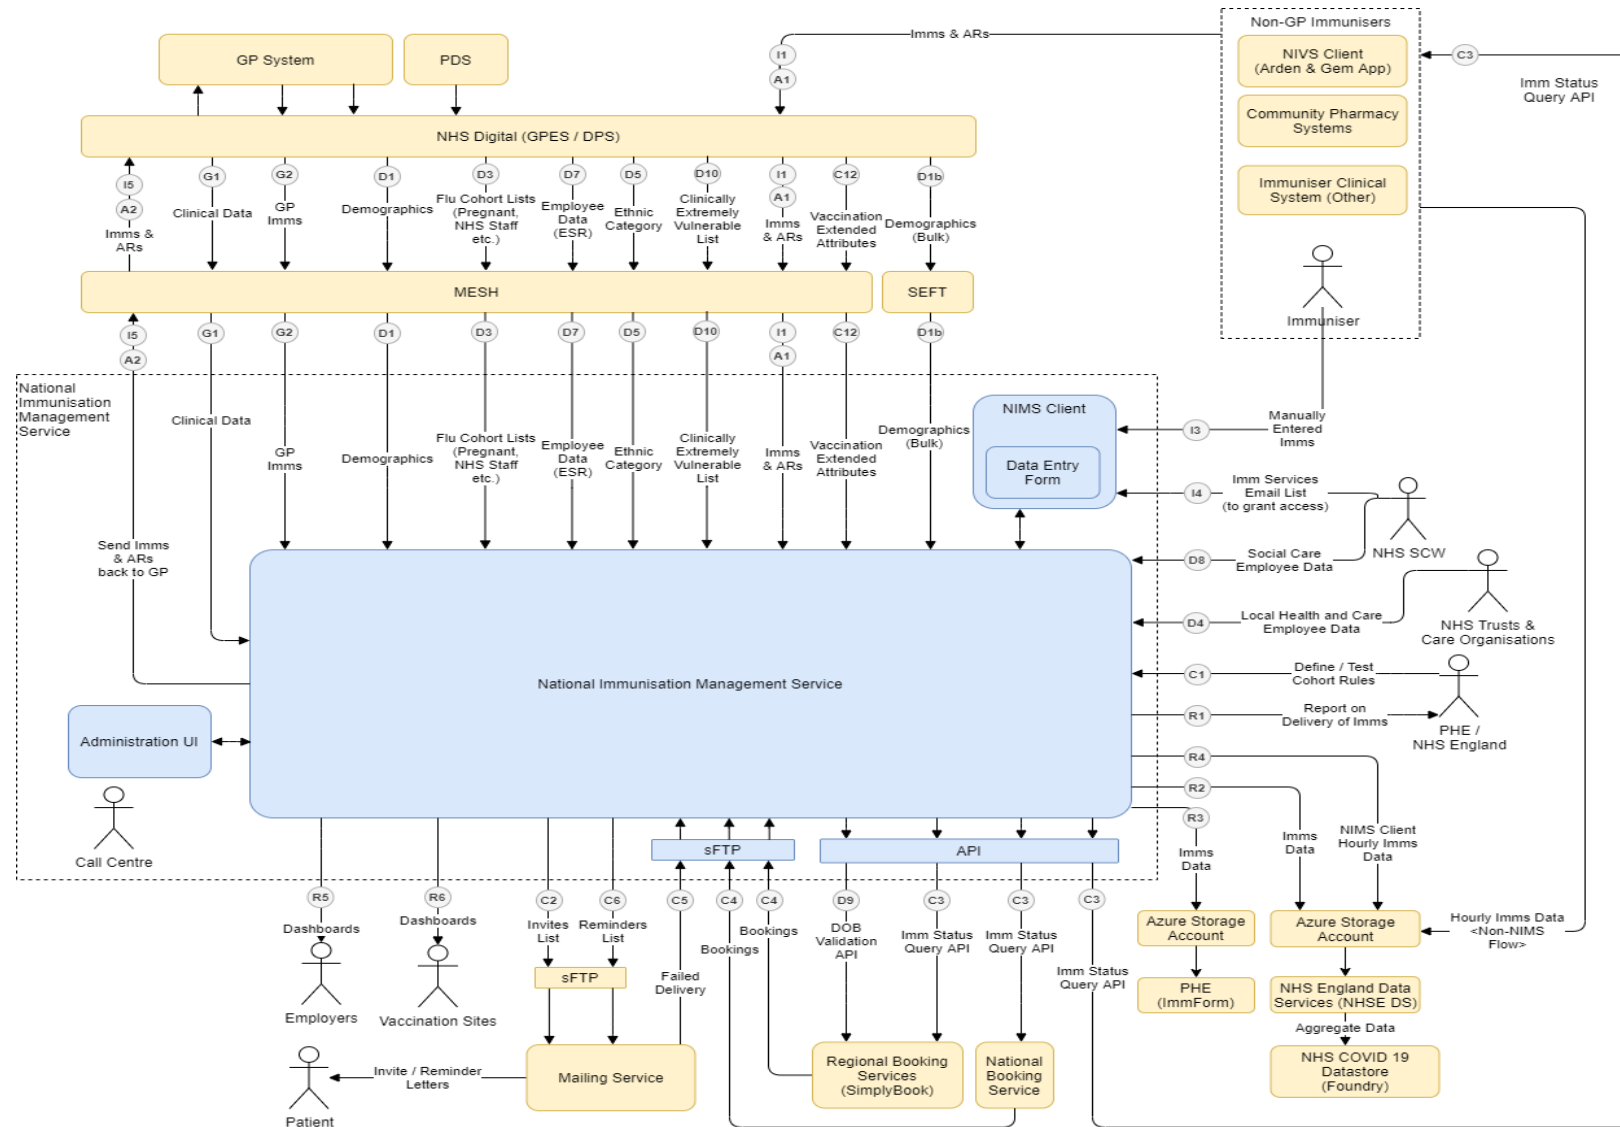 Non-GP Immunisers
Imms & ARs
I1
A1
GP System
PDS
NIVS Client
(Arden & Gem App)
C3
Imm Status
Query API
Community Pharmacy
Systems
NHS Digital (GPES / DPS)
Immuniser Clinical
System (Other)
I5
A2
Imms &
ARs
G1
Clinical Data
G2
GP
Imms
D1
Demographics
D3
Flu Cohort Lists
(Pregnant,
NHS Staff
etc.)
D7
Employee
Data
(ESR)
D5
Ethnic
Category
D10
Clinically
Extremely
Vulnerable
List
I1
A1
Imms
& ARs
C12
Vaccination
Extended
Attributes
D1b
Demographics
(Bulk)
MESH
SEFT
Immuniser
I5
A2
G1
G2
D1
D3
D7
D5
D10
I1
A1
C12
D1b
National
Immunisation
Management
Service
Clinical Data
GP
Imms
Demographics
Flu Cohort Lists
(Pregnant,
NHS Staff
etc.)
Employee
Data
(ESR)
Ethnic
Category
Clinically
Extremely
Vulnerable
List
Imms
& ARs
Vaccination
Extended
Attributes
Demographics
(Bulk)
NIMS Client
Data Entry
Form
I3
Manually
Entered
Imms
I4
Imm Services
Email List
(to grant access)
NHS SCW
Send Imms
& ARs
back to GP
D8
Social Care
Employee Data
D4
Local Health and Care
Employee Data
NHS Trusts &
Care Organisations
National Immunisation Management Service
C1
Define / Test
Cohort Rules
R1
Report on
Delivery of Imms
PHE /
NHS England
Administration UI
Call Centre
R4
R2
R3
Imms
Data
Imms
Data
NIMS Client
Hourly Imms
Data
sFTP
API
R5
Dashboards
Employers
R6
Dashboards
Vaccination Sites
C2
Invites
List
C6
Reminders
List
C5
Failed
Delivery
C4
Bookings
C4
Bookings
D9
DOB
Validation
API
C3
Imm Status
Query API
C3
Imm Status
Query API
C3
Imm Status
Query API
sFTP
Azure Storage
Account
Azure Storage
Account
Hourly Imms Data
<Non-NIMS
Flow>
PHE
(ImmForm)
NHS England Data
Services (NHSE DS)
Aggregate Data
NHS COVID 19
Datastore
(Foundry)
Invite / Reminder
Letters
Patient
Mailing Service
Regional Booking
Services
(SimplyBook)
National
Booking
Service